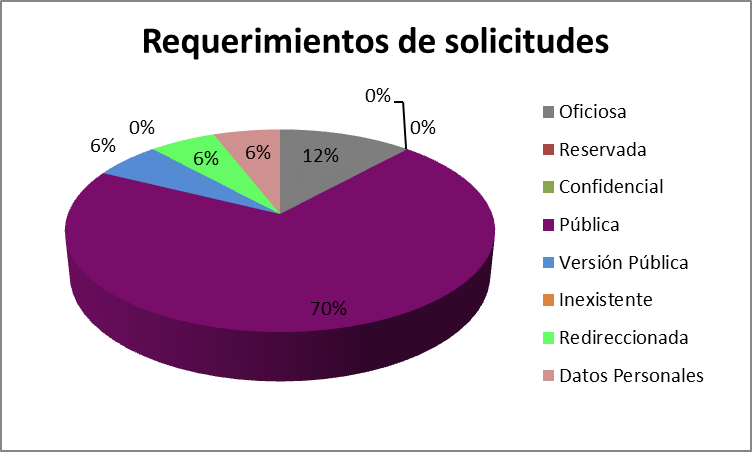 Requerimientos de solicitudes
0%
0%
0%
6%
6%
6%
12%
70%
Oficiosa
Reservada
Confidencial
Pública
Versión Pública
Inexistente
Redireccionada
Datos Personales